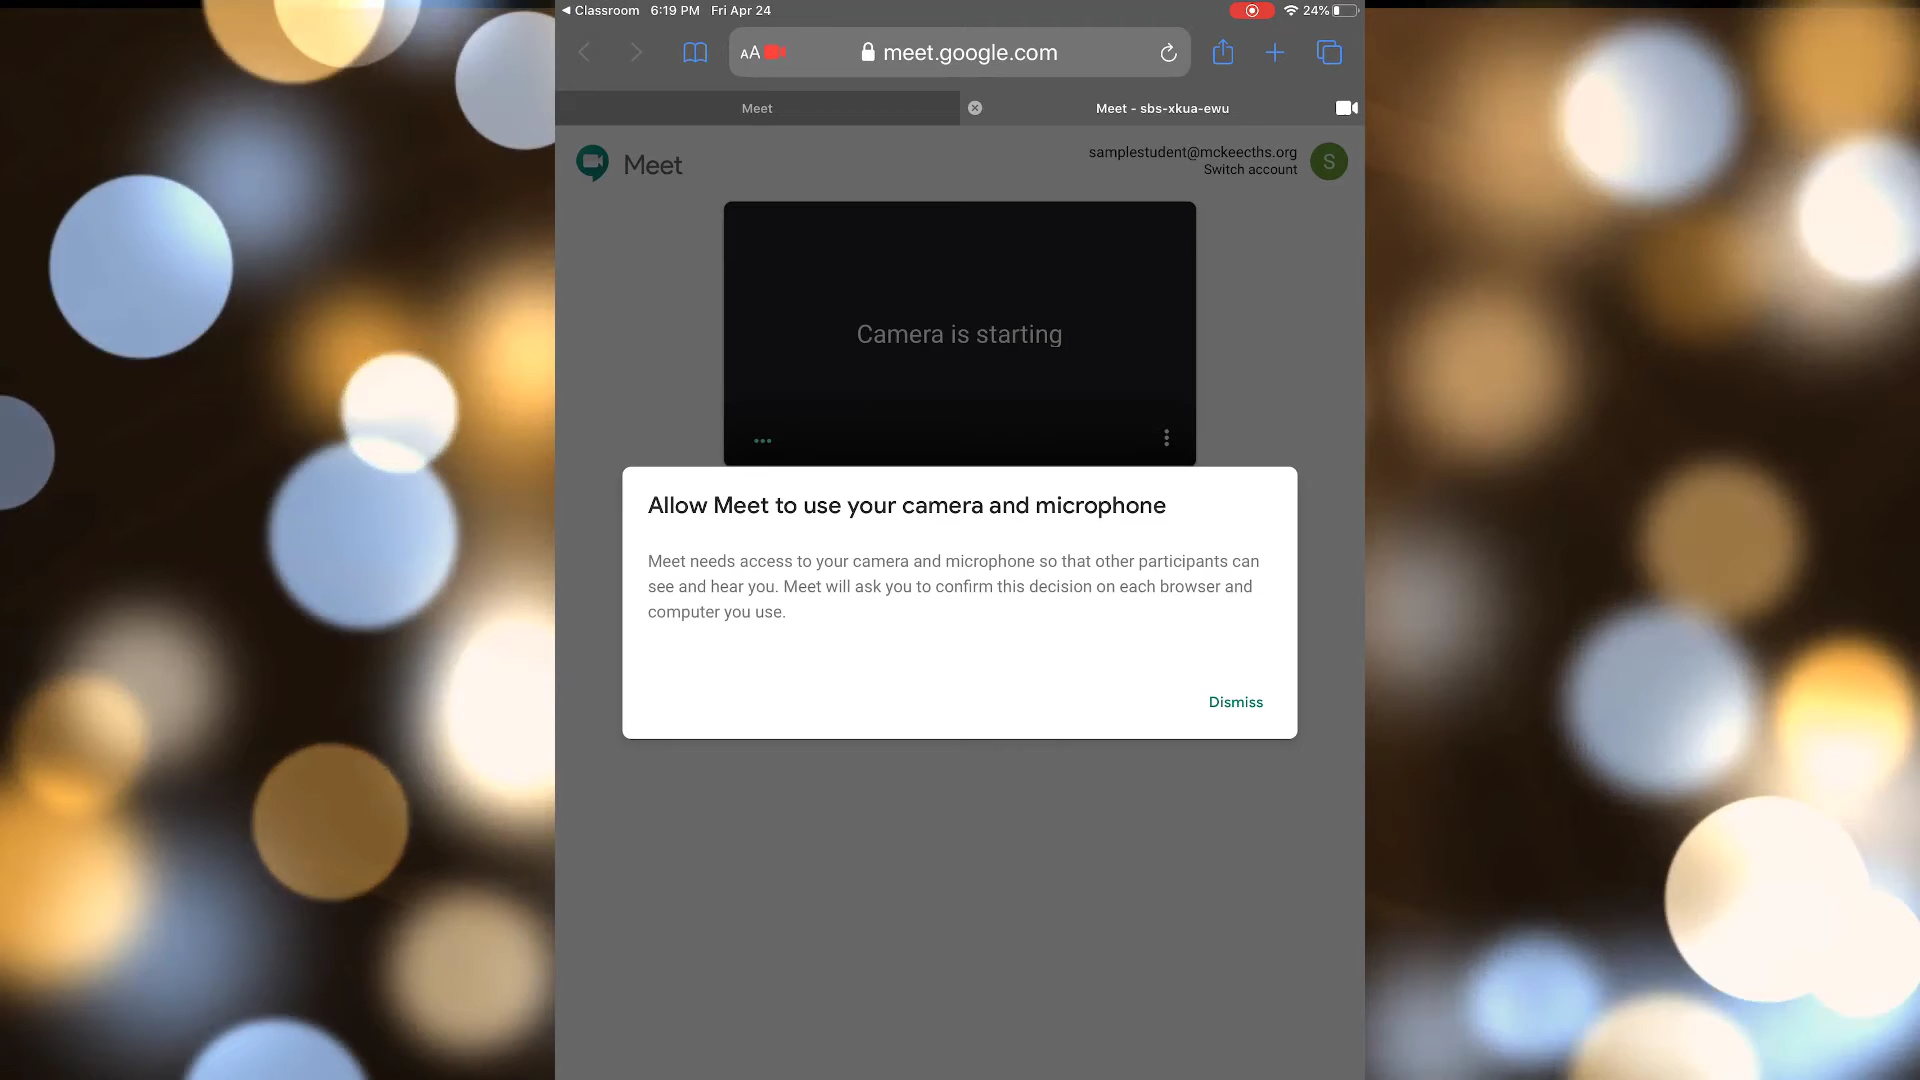 Classroom 6:19 PM Fri Apr 24 24%
AA meet.google.com
Meet Meet - sbs-xkua-ewu
Meet
samplestudent@mckeecths.org
Switch account
S
Camera is starting
Allow Meet to use your camera and microphone
Meet needs access to your camera and microphone so that other participants can
see and hear you. Meet will ask you to confirm this decision on each browser and
computer you use.
Dismiss